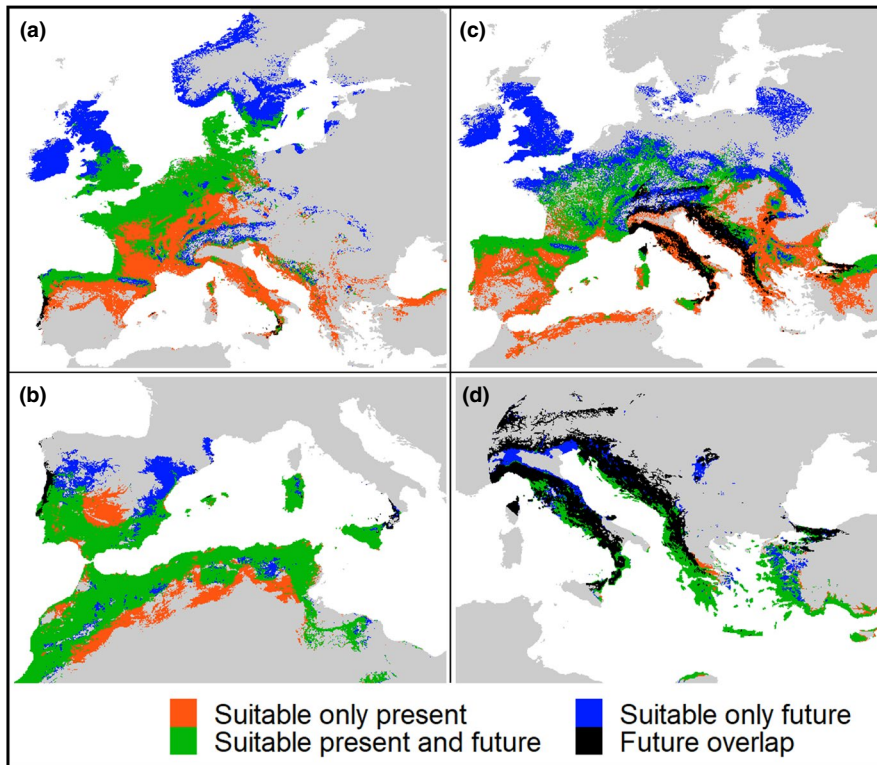 (a)
(c)
(b)
(d)
Suitable only present
Suitable only future
Suitable present and future
Future overlap